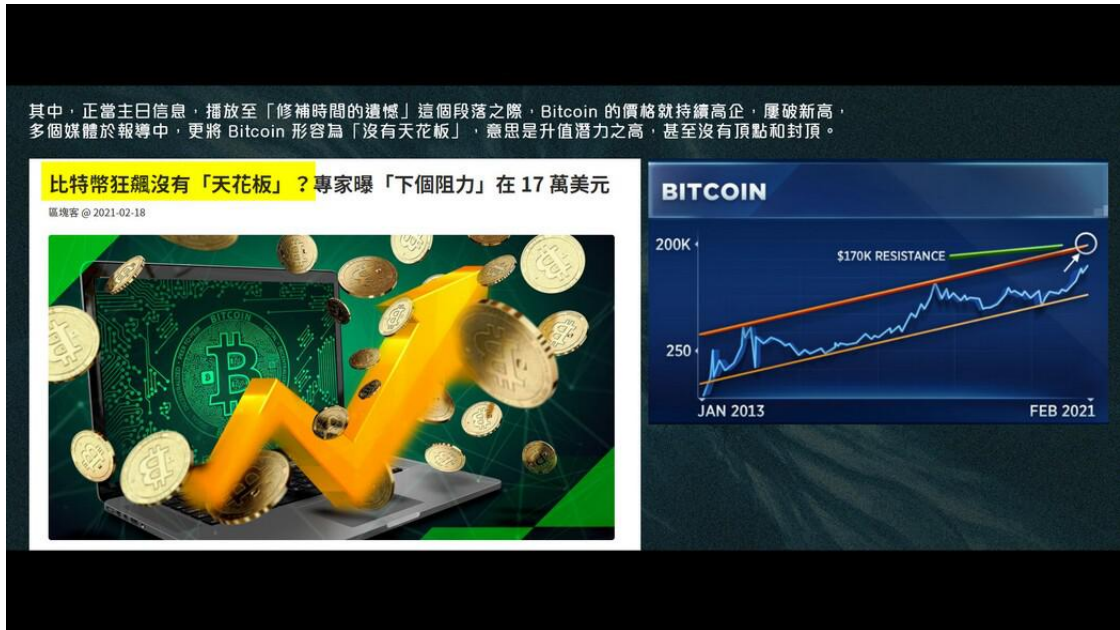 其中，正當主日信息，播放至「修補時間的遺憾」這個段落之際，Bitcoin 的價格就持續高企，屢破新高，
多個媒體於報導中，更將 Bitcoin 形容為「沒有天花板」，意思是升值潛力之高，甚至沒有頂點和封頂。
比特幣狂飆沒有「天花板」？專家曝「下個阻力」在 17 萬美元
區塊客 @ 2021-02-18
BITCOIN
BITCOIN
200K
$170K RESISTANCE
250
JAN 2013
FEB 2021